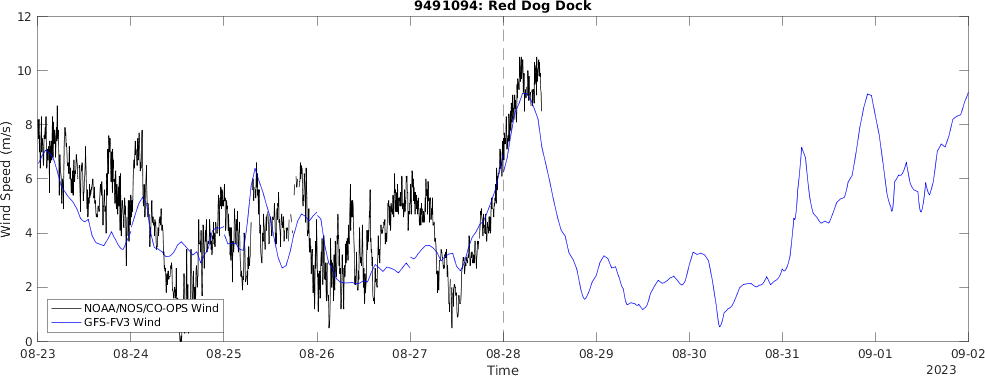 9491094: Red Dog Dock
Wind Speed (m/s)
12
10
8
6
4
2
0
NOAA/NOS/CO-OPS Wind
GFS-FV3 Wind
08-23 08-24 08-25 08-26 08-27 08-28 08-29 08-30 08-31 09-01 09-02
Time
2023